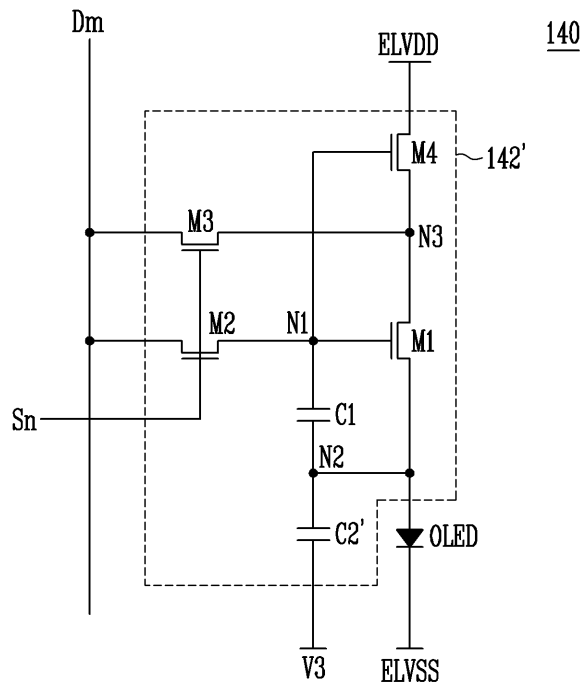 Dm
ELVDD
140
M4
142'
M3
N3
M2
N1
M1
Sn
C1
N2
C2'
OLED
V3
ELVSS